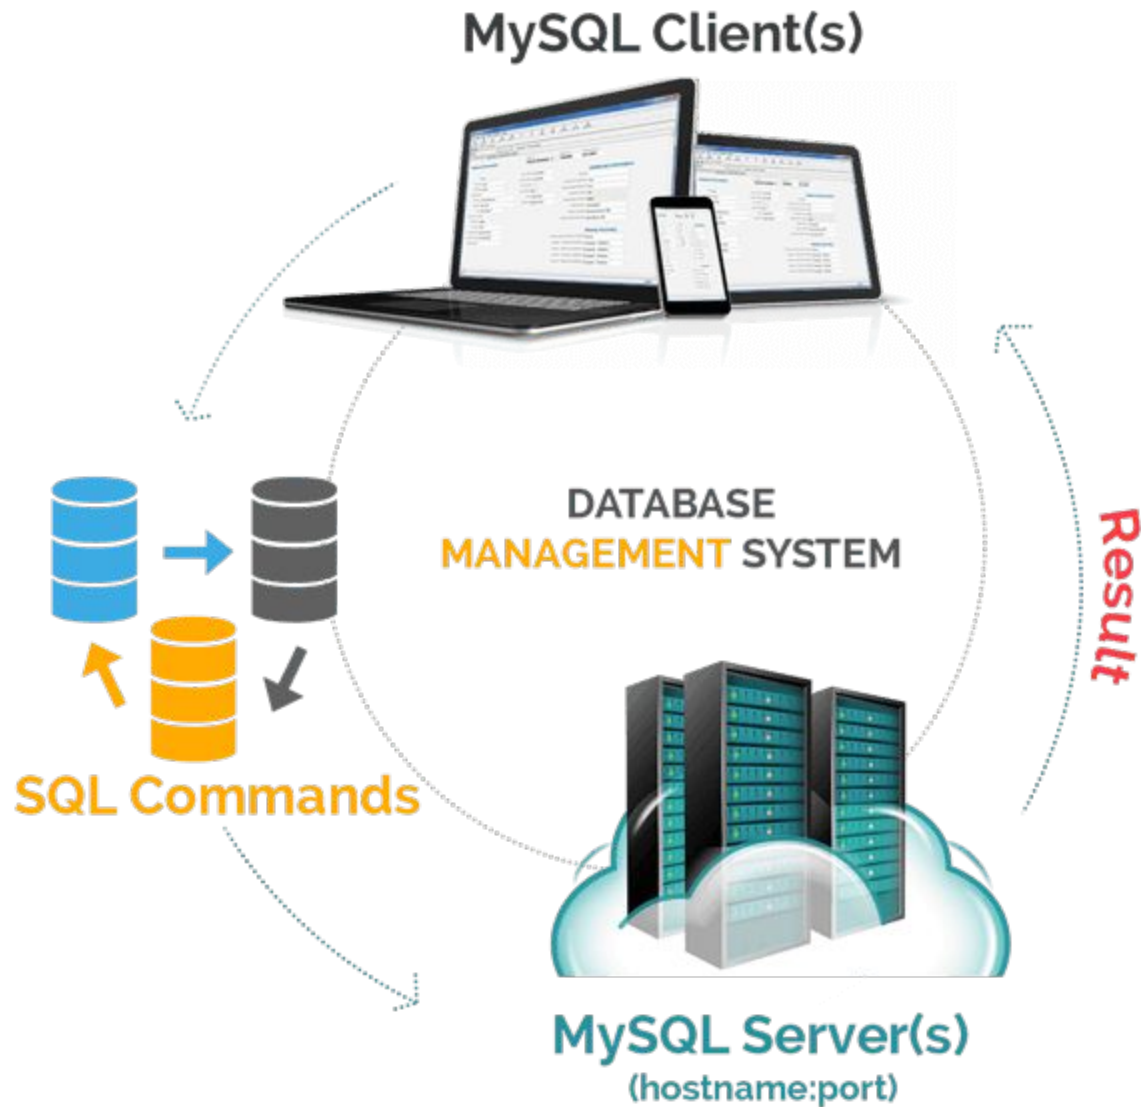 MySQL Client(s)
DATABASE
MANAGEMENT SYSTEM
Result
SQL Commands
MySQL Server(s)
(hostname:port)